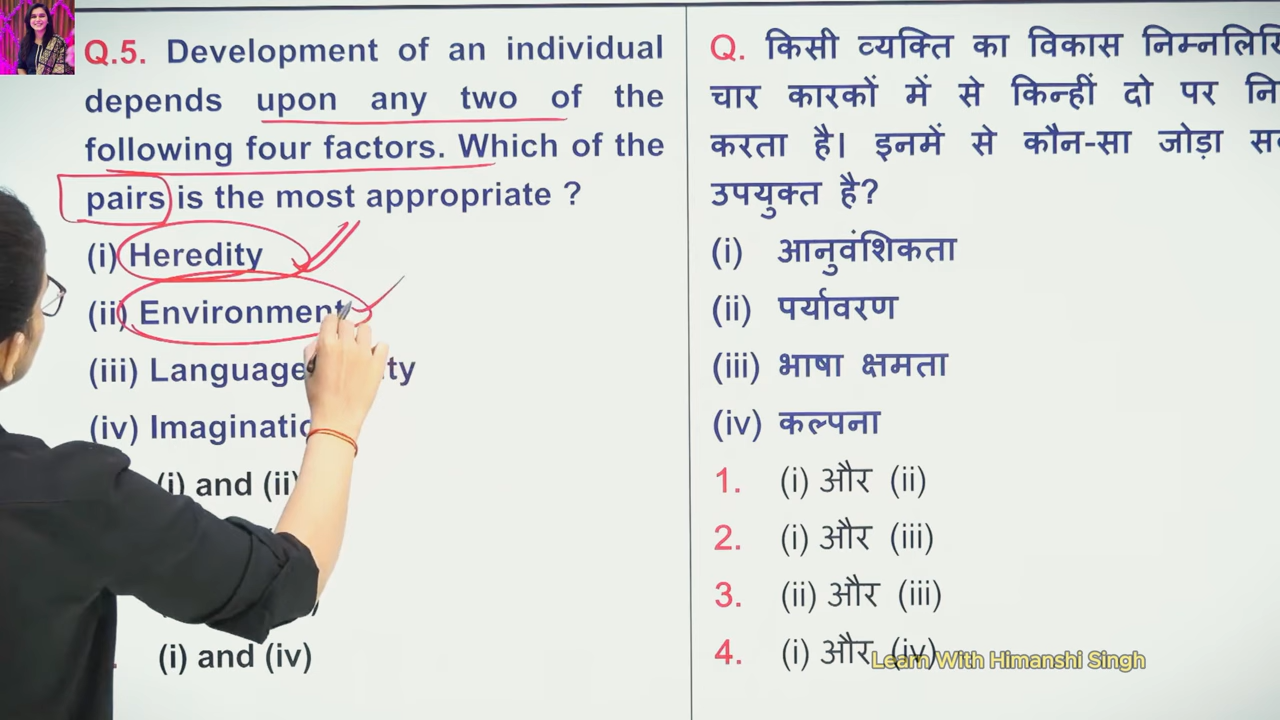 Q.5. Development of an individual
depends upon any two of the
following four factors. Which of the
pairs is the most appropriate ?
(i) Heredity
(ii) Environment
(iii) Language
(iv)
(i) and (ii)
(i) and (iv)
Q. किसी व्यक्ति का विकास
चार कारकों में से किन्हीं दो पर
करता है। इनमें से कौन-सा जोड़ा
उपयुक्त है?
(i) आनुवंशिकता
(ii) पर्यावरण
(iii) भाषा क्षमता
(iv) कल्पना
1. (i) और (ii)
2. (i) और (iii)
3. (ii) और (iii)
4. (i) और (iv)
Learn With Himanshi Singh